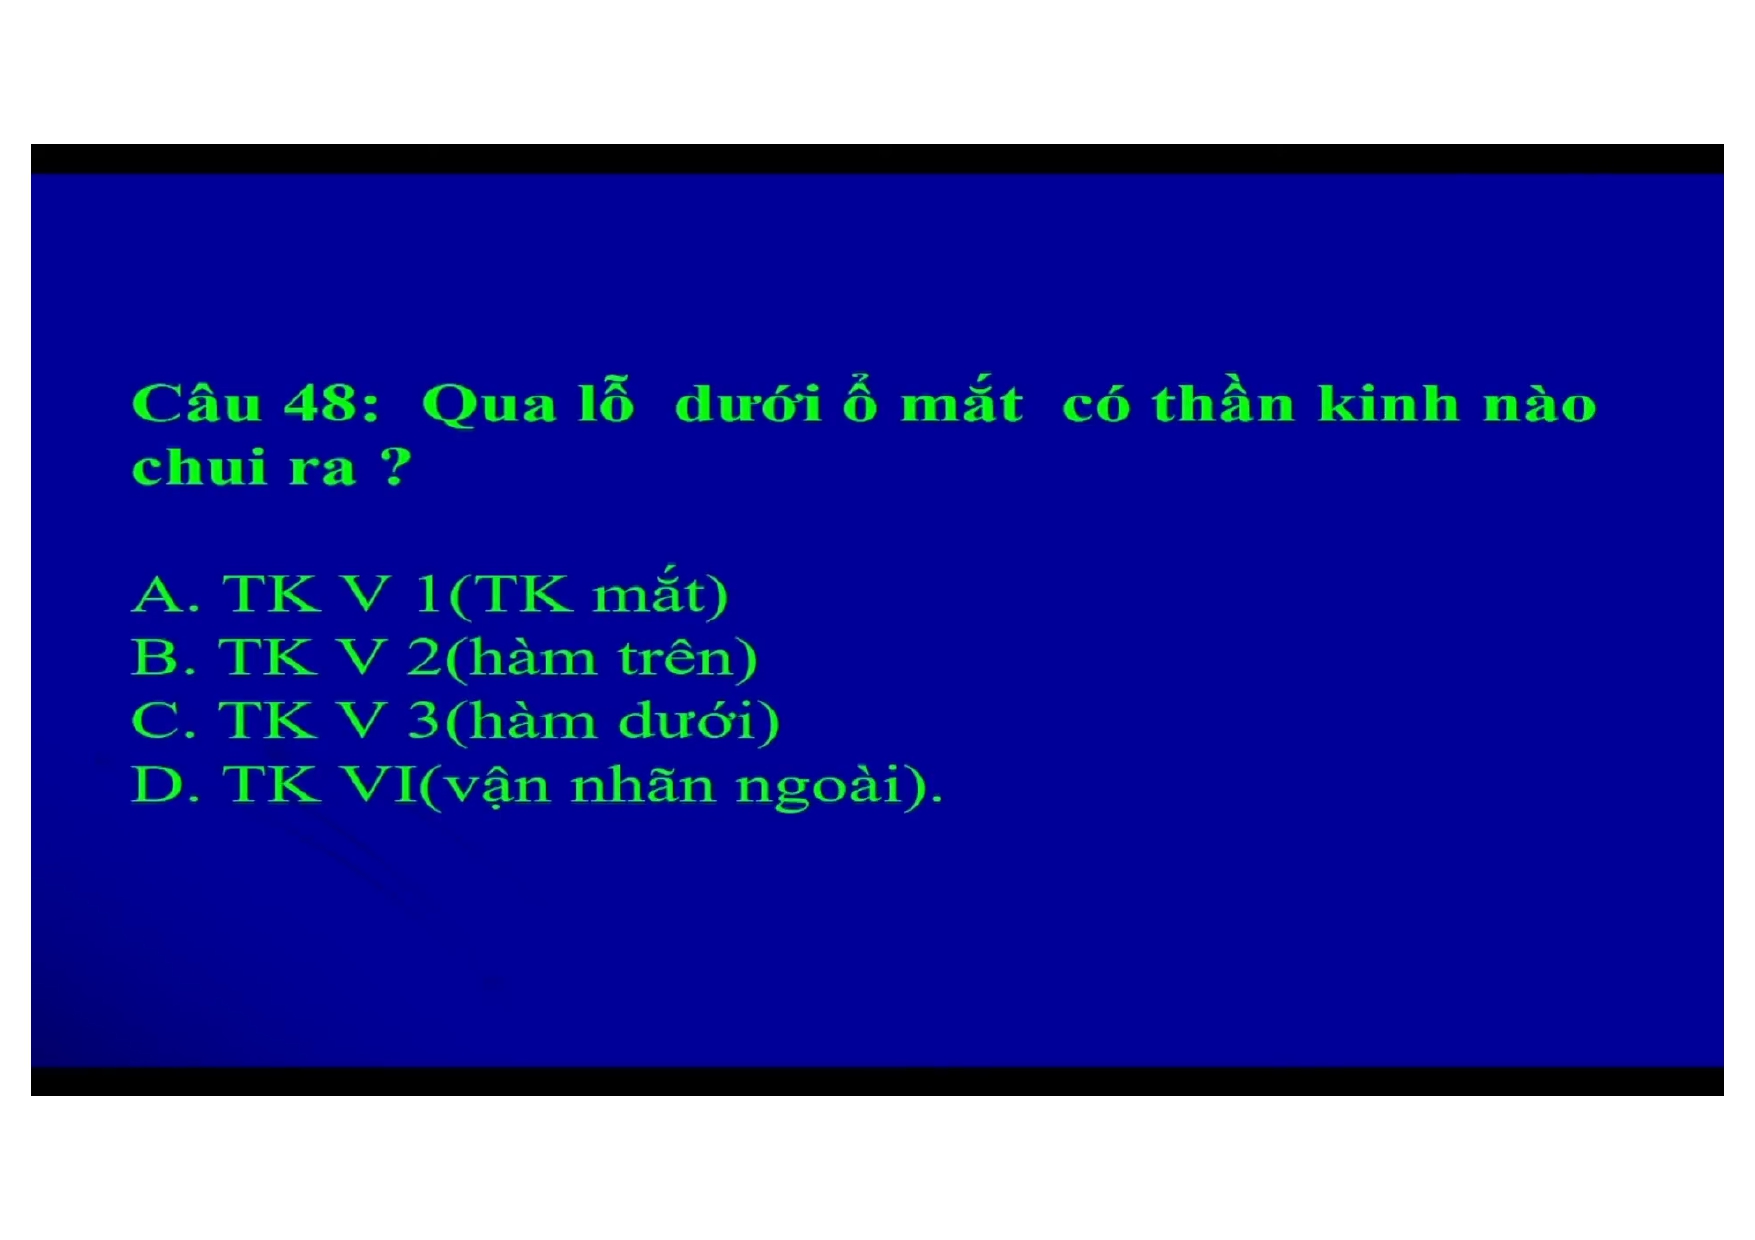 Câu 48: Qua lỗ dưới ổ mắt có thần kinh nào
chui ra ?
A. TK V 1(TK mắt)
B. TK V 2(hàm trên)
C. TK V 3(hàm dưới)
D. TK VI(vận nhãn ngoài).